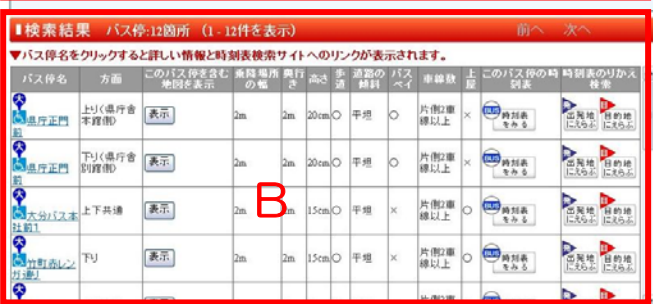 ■検索結果 バス停:12箇所 (1 - 12件を表示) 前へ 次へ
▼バス停名をクリックすると詳しい情報と時刻表検索サイトへのリンクが表示されます。
バス停名 方面 このバス停を含む地図を表示 乗降場所の幅 奥行き 高さ 歩道 道路の傾斜 バスベイ 車線数 上屋 このバス停の時刻表 時刻表のりかえ検索
大 県庁正門前 上り(県庁舎本館側) 表示 2m 2m 20cm ○ 平坦 ○ 片側2車線以上 × BUS 時刻表をみる 出発地にえらぶ 目的地にえらぶ
大 県庁正門前 下り(県庁舎別館側) 表示 2m 2m 20cm ○ 平坦 ○ 片側2車線以上 × BUS 時刻表をみる 出発地にえらぶ 目的地にえらぶ
大 大分バス本社前1 上下共通 表示 2m B 2m 15cm ○ 平坦 × 片側2車線以上 ○ BUS 時刻表をみる 出発地にえらぶ 目的地にえらぶ
大 竹町赤レンガ通り 下り 表示 2m 2m 15cm ○ 平坦 × 片側2車線以上 ○ BUS 時刻表をみる 出発地にえらぶ 目的地にえらぶ
大